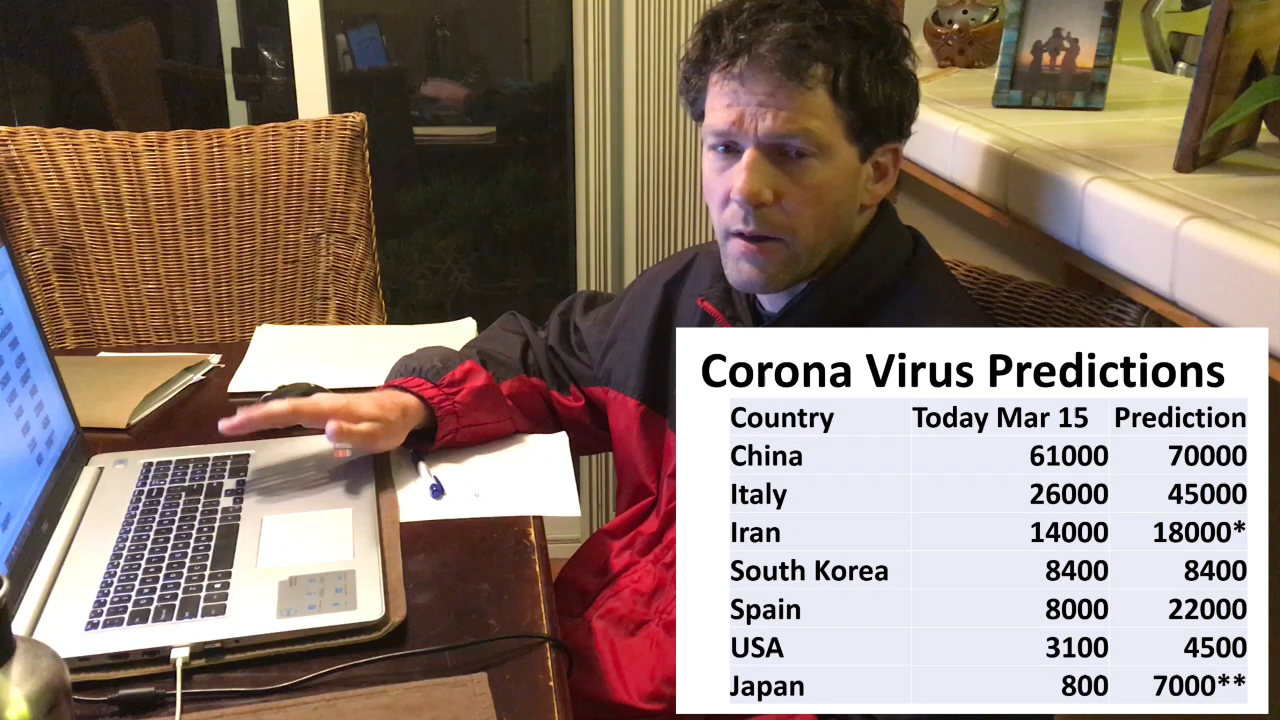 Corona Virus Predictions
Country Today Mar 15 Prediction
China 61000 70000
Italy 26000 45000
Iran 14000 18000*
South Korea 8400 8400
Spain 8000 22000
USA 3100 4500
Japan 800 7000**